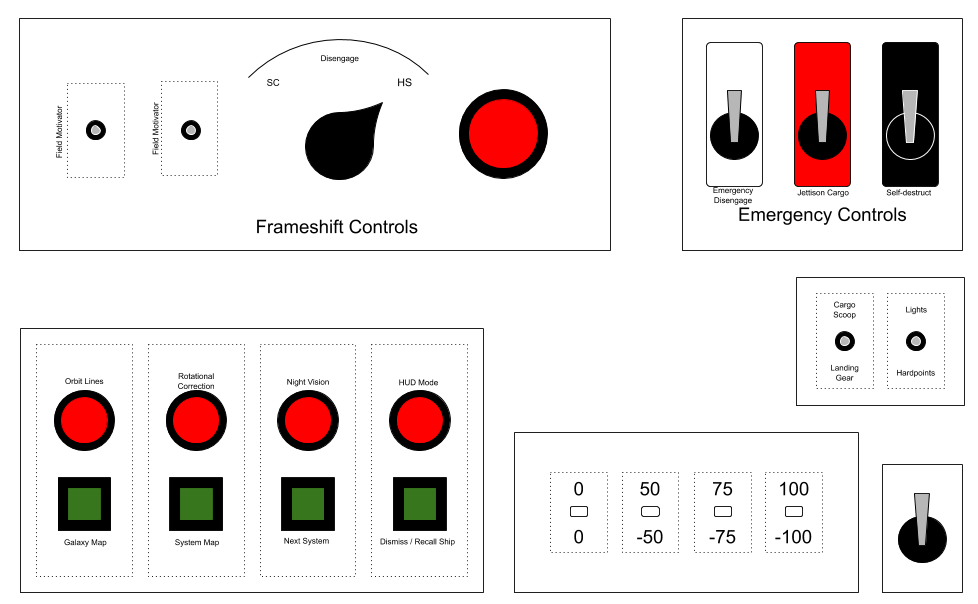 Disengage
SC
HS
Field Motivator
Field Motivator
Frameshift Controls
Emergency
Disengage
Jettison Cargo
Self-destruct
Emergency Controls
Cargo
Scoop
Lights
Landing
Gear
Hardpoints
Orbit Lines
Rotational
Correction
Night Vision
HUD Mode
Galaxy Map
System Map
Next System
Dismiss / Recall Ship
0
50
75
100
0
-50
-75
-100